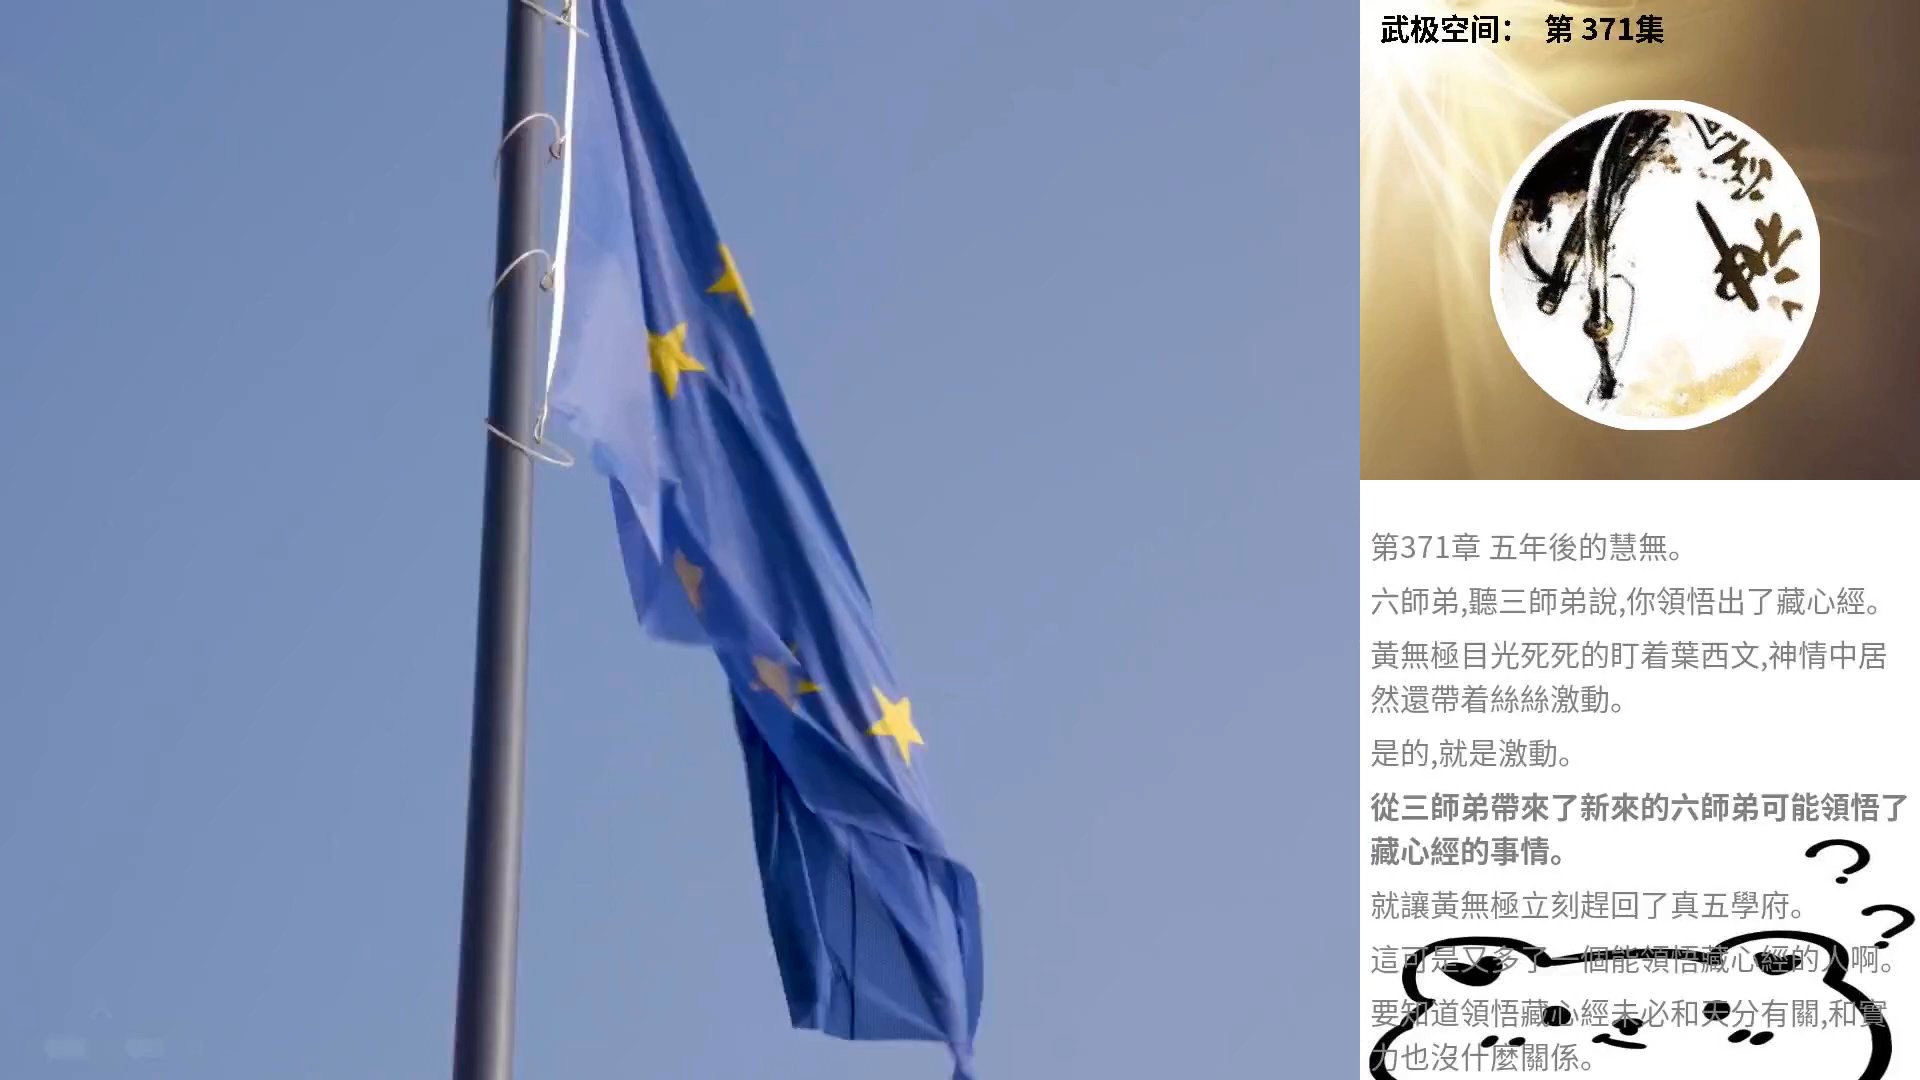 武极空间： 第 371集
第371章 五年後的慧無。
六師弟,聽三師弟說,你領悟出了藏心經。
黃無極目光死死的盯着葉西文,神情中居
然還帶着絲絲激動。
是的,就是激動。
從三師弟帶來了新來的六師弟可能領悟了
藏心經的事情。
就讓黃無極立刻趕回了真五學府。
這可是又多了一個能領悟藏心經的人啊。
要知道領悟藏心經未必和天分有關,和實
力也沒什麼關係。